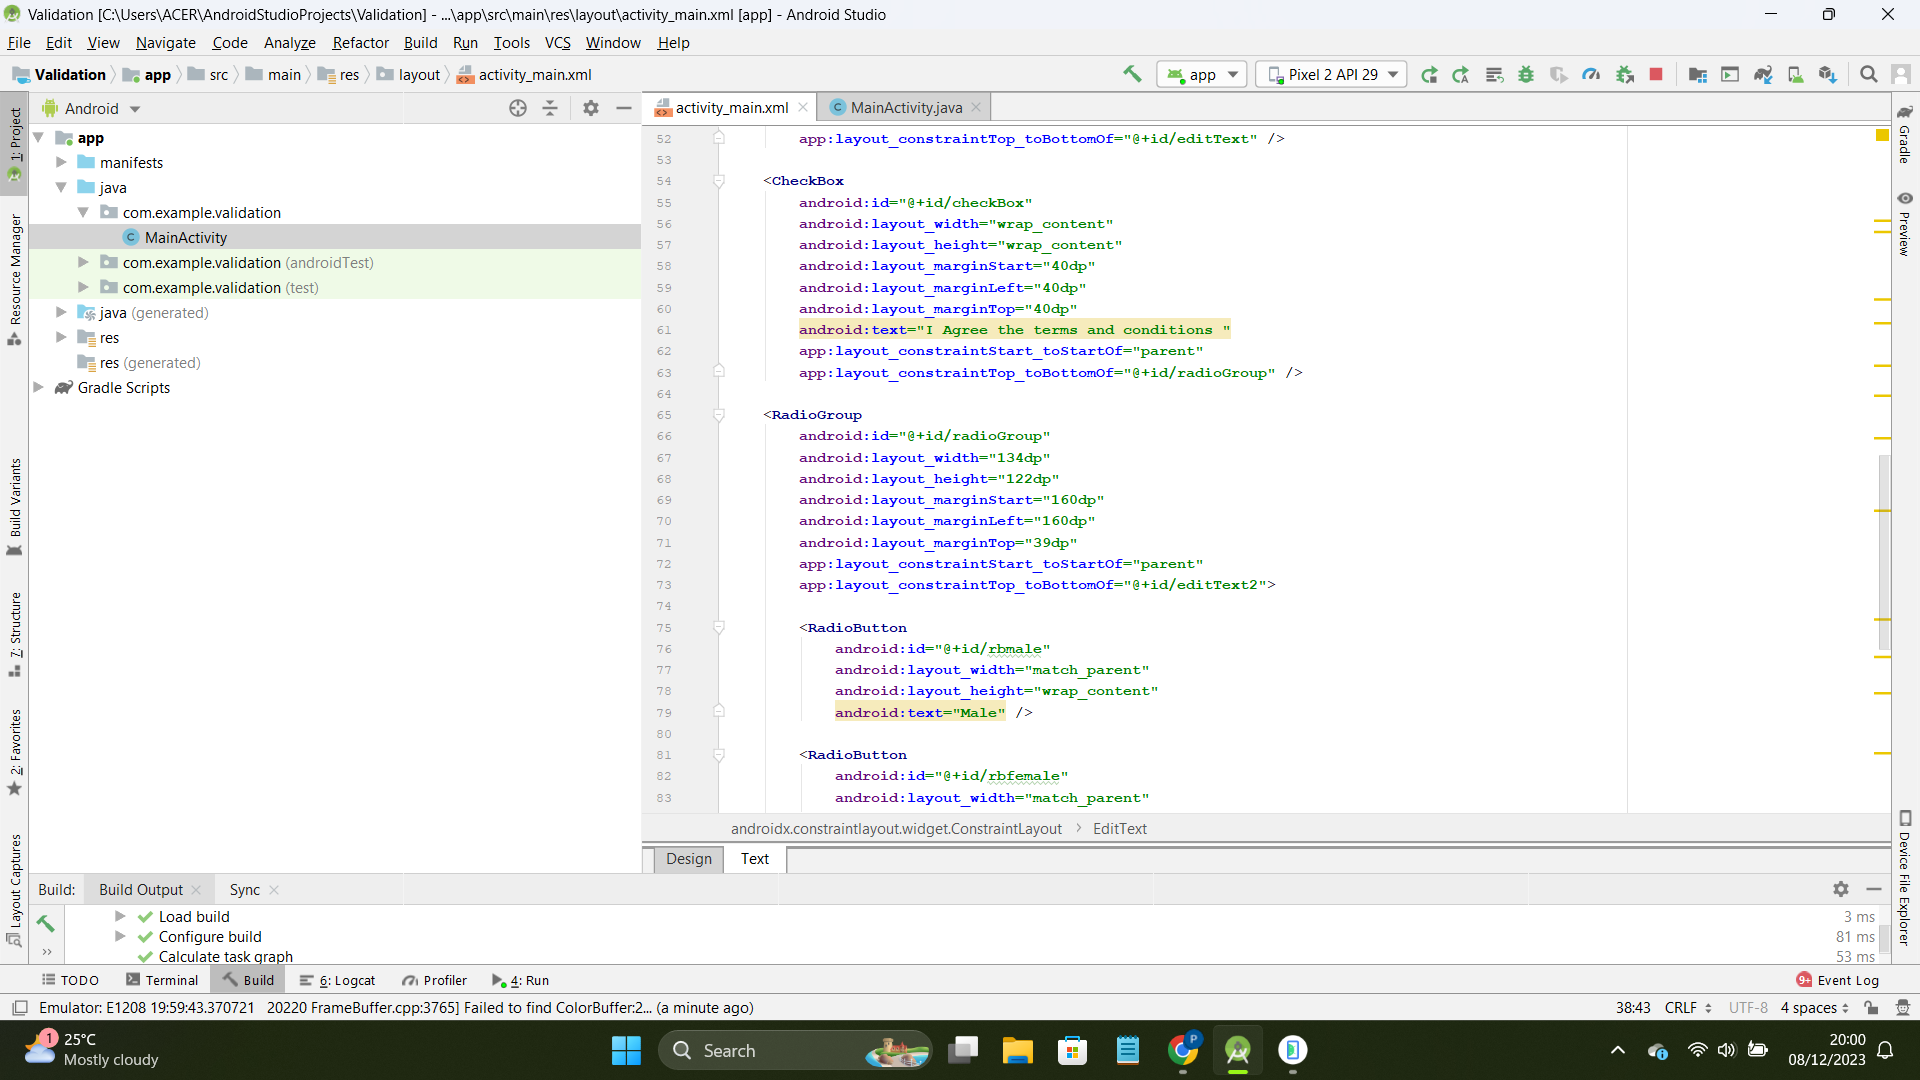 Validation [C:\Users\ACER\AndroidStudioProjects\Validation] - ...\app\src\main\res\layout\activity_main.xml [app] - Android Studio
File Edit View Navigate Code Analyze Refactor Build Run Tools VCS Window Help
Validation app src main res layout activity_main.xml app Pixel 2 API 29
Android
activity_main.xml MainActivity.java
1: Project
Resource Manager
Build Variants
7: Structure
2: Favorites
Layout Captures
app
manifests
java
com.example.validation
MainActivity
com.example.validation (androidTest)
com.example.validation (test)
java (generated)
res
res (generated)
Gradle Scripts
52 app:layout_constraintTop_toBottomOf="@+id/editText" />
53
54 <CheckBox
55 android:id="@+id/checkBox"
56 android:layout_width="wrap_content"
57 android:layout_height="wrap_content"
58 android:layout_marginStart="40dp"
59 android:layout_marginLeft="40dp"
60 android:layout_marginTop="40dp"
61 android:text="I Agree the terms and conditions "
62 app:layout_constraintStart_toStartOf="parent"
63 app:layout_constraintTop_toBottomOf="@+id/radioGroup" />
64
65 <RadioGroup
66 android:id="@+id/radioGroup"
67 android:layout_width="134dp"
68 android:layout_height="122dp"
69 android:layout_marginStart="160dp"
70 android:layout_marginLeft="160dp"
71 android:layout_marginTop="39dp"
72 app:layout_constraintStart_toStartOf="parent"
73 app:layout_constraintTop_toBottomOf="@+id/editText2">
74
75 <RadioButton
76 android:id="@+id/rbmale"
77 android:layout_width="match_parent"
78 android:layout_height="wrap_content"
79 android:text="Male" />
80
81 <RadioButton
82 android:id="@+id/rbfemale"
83 android:layout_width="match_parent"
Gradle
Preview
Device File Explorer
androidx.constraintlayout.widget.ConstraintLayout EditText
Design Text
Build: Build Output Sync
Load build 3 ms
Configure build 81 ms
Calculate task graph 53 ms
TODO Terminal Build 6: Logcat Profiler 4: Run 9+ Event Log
Emulator: E1208 19:59:43.370721 20220 FrameBuffer.cpp:3765] Failed to find ColorBuffer:2... (a minute ago) 38:43 CRLF UTF-8 4 spaces
1
25°C
Mostly cloudy
Search
P
20:00
08/12/2023